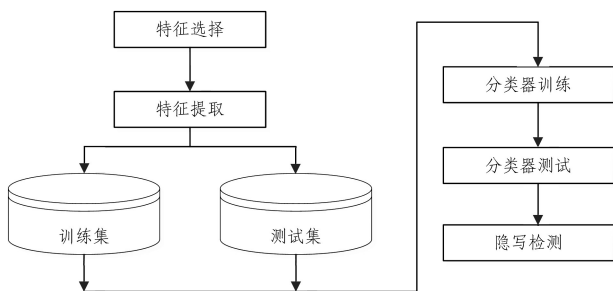 特征选择
特征提取
训练集
测试集
分类器训练
分类器测试
隐写检测